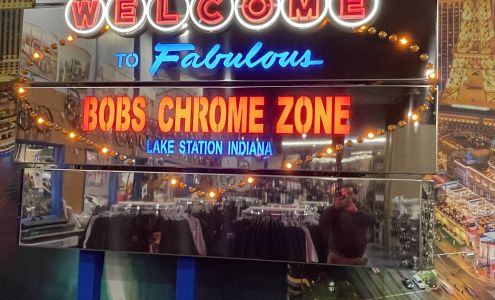 WELCOME
TO Fabulous
BOBS CHROME ZONE
LAKE STATION INDIANA